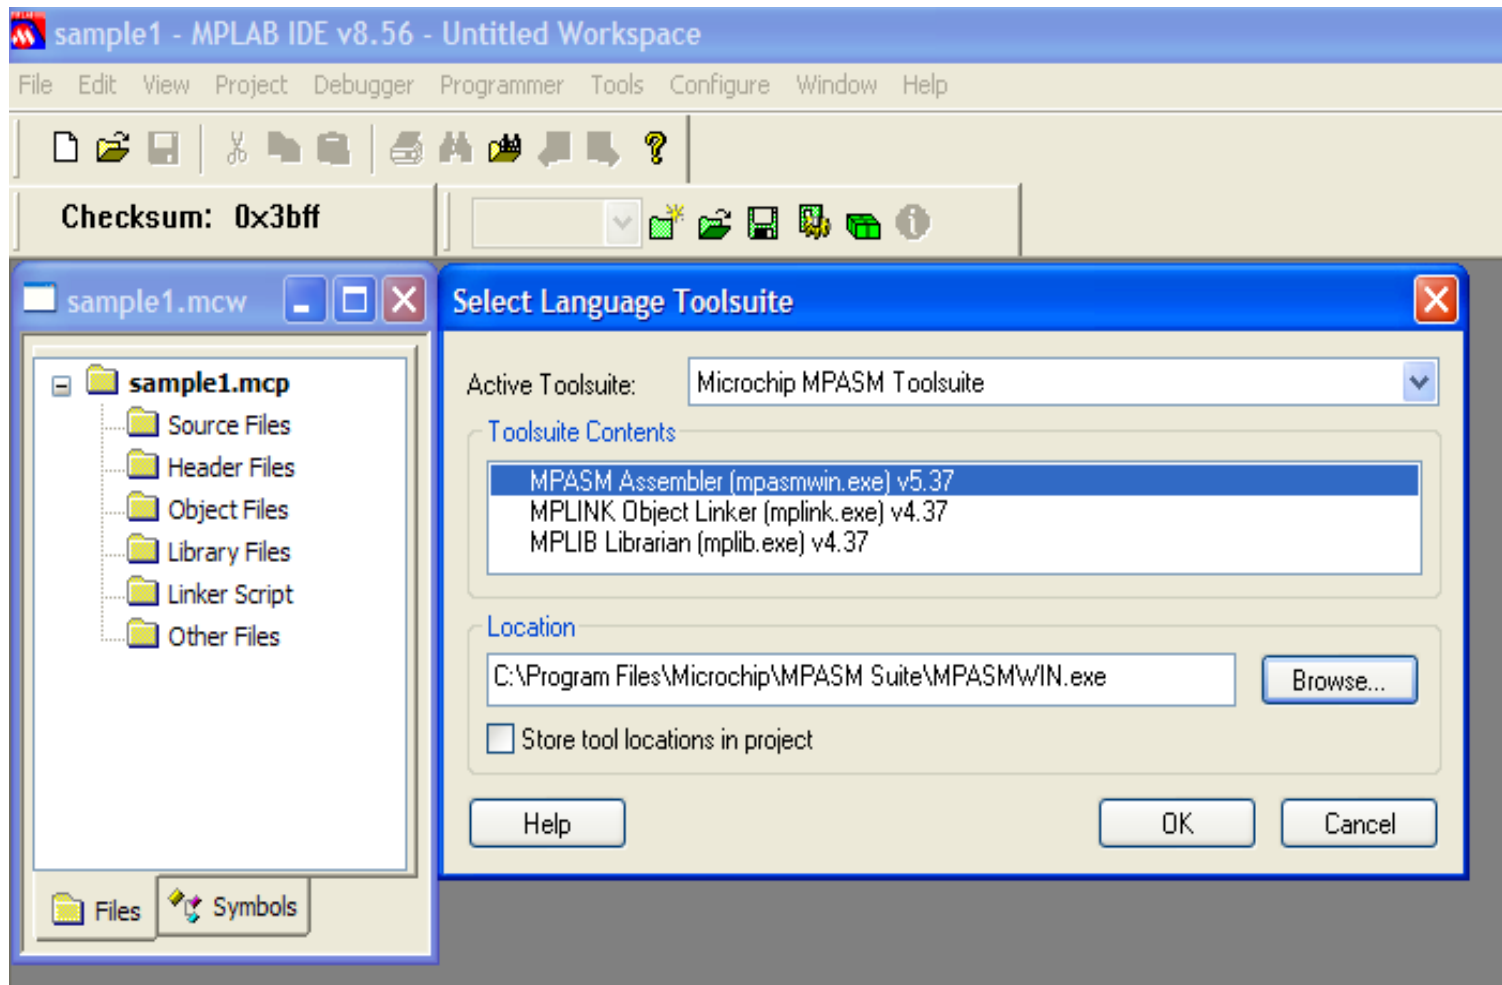 sample1 - MPLAB IDE v8.56 - Untitled Workspace
File Edit View Project Debugger Programmer Tools Configure Window Help
Checksum: 0x3bff
sample1.mcw
sample1.mcp
Source Files
Header Files
Object Files
Library Files
Linker Script
Other Files
Files Symbols
Select Language Toolsuite
Active Toolsuite: Microchip MPASM Toolsuite
Toolsuite Contents
MPASM Assembler (mpasmwin.exe) v5.37
MPLINK Object Linker (mplink.exe) v4.37
MPLIB Librarian (mplib.exe) v4.37
Location
C:\Program Files\Microchip\MPASM Suite\MPASMWIN.exe Browse...
Store tool locations in project
Help OK Cancel